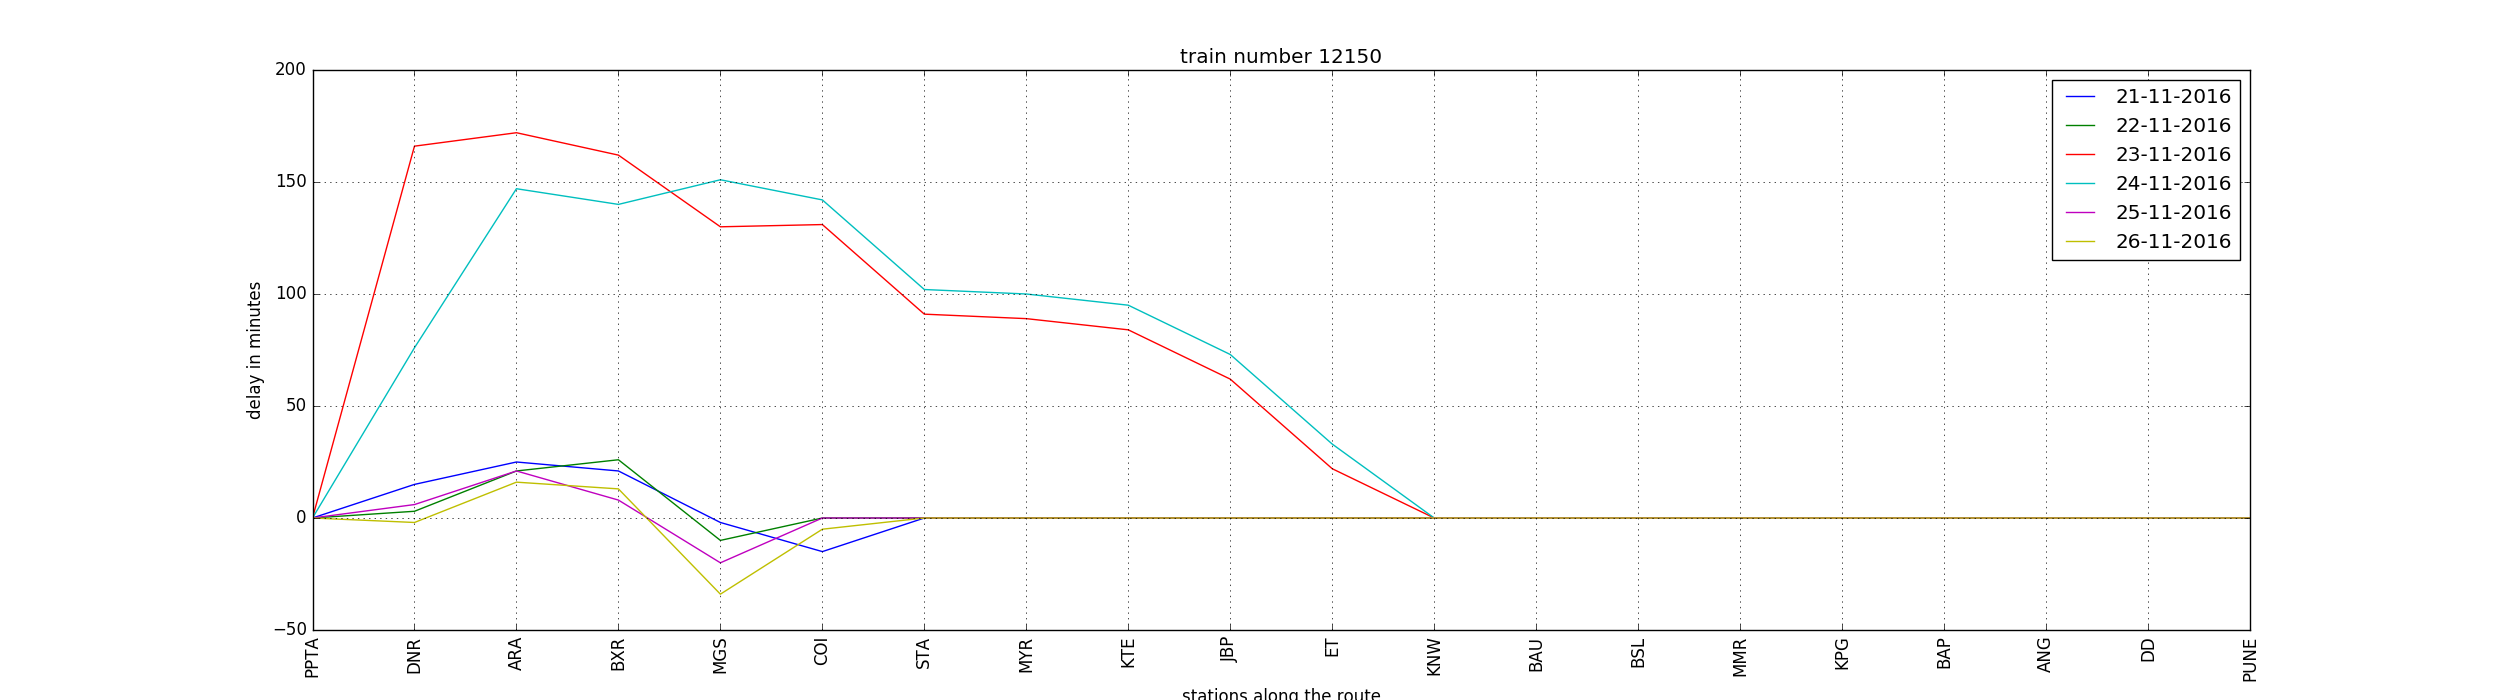 train number 12150
200
150
100
50
0
−50
delay in minutes
21-11-2016
22-11-2016
23-11-2016
24-11-2016
25-11-2016
26-11-2016
PPTA
DNR
ARA
BXR
MGS
COI
STA
MYR
KTE
JBP
ET
KNW
BAU
BSL
MMR
KPG
BAP
ANG
DD
PUNE
stations along the route